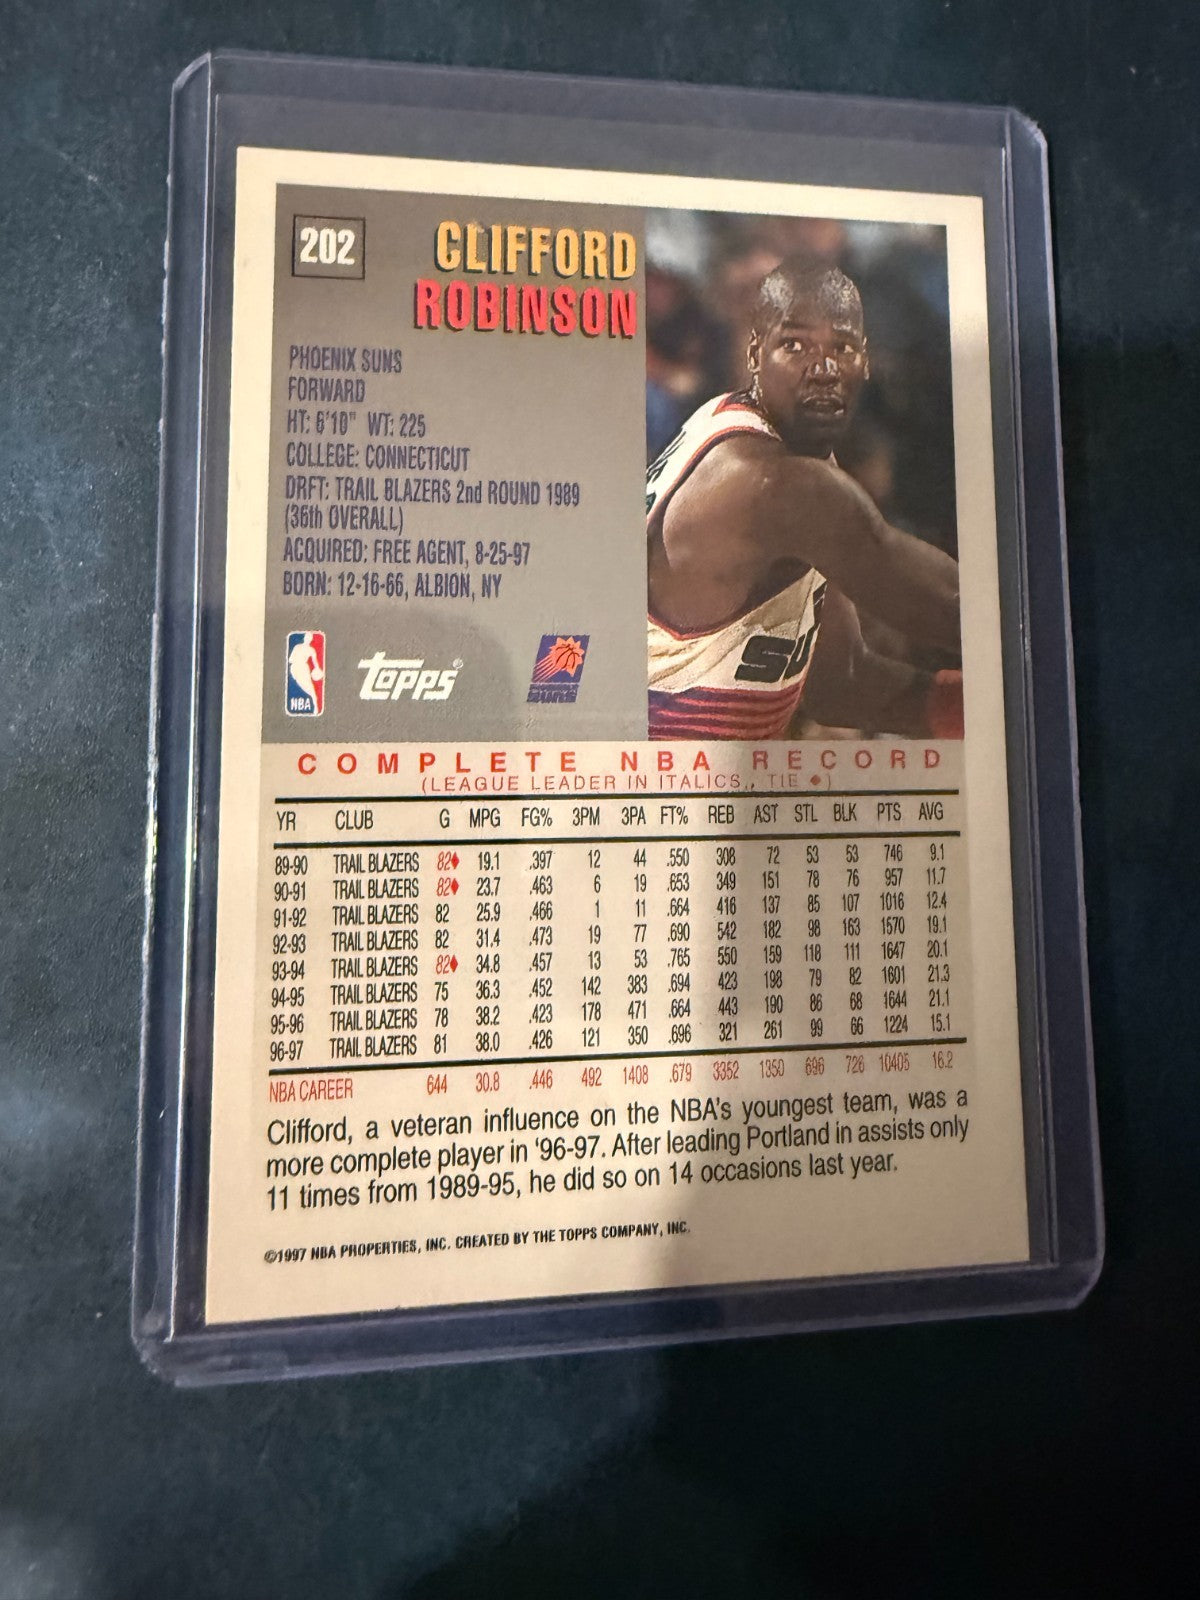 202
CLIFFORD
ROBINSON
PHOENIX SUNS
FORWARD
HT: 6'10" WT: 225
COLLEGE: CONNECTICUT
DRFT: TRAIL BLAZERS 2nd ROUND 1989
(36th OVERALL)
ACQUIRED: FREE AGENT, 8-25-97
BORN: 12-16-66, ALBION, NY
NBA
TOPPS®
SUNS
SU
COMPLETE NBA RECORD
(LEAGUE LEADER IN ITALICS, TIE ♦)
YR CLUB G MPG FG% 3PM 3PA FT% REB AST STL BLK PTS AVG
89-90 TRAIL BLAZERS 82♦ 19.1 .397 12 44 .550 308 72 53 53 746 9.1
90-91 TRAIL BLAZERS 82♦ 23.7 .463 6 19 .653 349 151 78 76 957 11.7
91-92 TRAIL BLAZERS 82 25.9 .466 1 11 .664 416 137 85 107 1016 12.4
92-93 TRAIL BLAZERS 82 31.4 .473 19 77 .690 542 182 98 163 1570 19.1
93-94 TRAIL BLAZERS 82♦ 34.8 .457 13 53 .765 550 159 118 111 1647 20.1
94-95 TRAIL BLAZERS 75 36.3 .452 142 383 .694 423 198 79 82 1601 21.3
95-96 TRAIL BLAZERS 78 38.2 .423 178 471 .664 443 190 86 68 1644 21.1
96-97 TRAIL BLAZERS 81 38.0 .426 121 350 .696 321 261 99 66 1224 15.1
NBA CAREER 644 30.8 .446 492 1408 .679 3352 1350 696 726 10405 16.2
Clifford, a veteran influence on the NBA's youngest team, was a
more complete player in '96-97. After leading Portland in assists only
11 times from 1989-95, he did so on 14 occasions last year.
©1997 NBA PROPERTIES, INC. CREATED BY THE TOPPS COMPANY, INC.